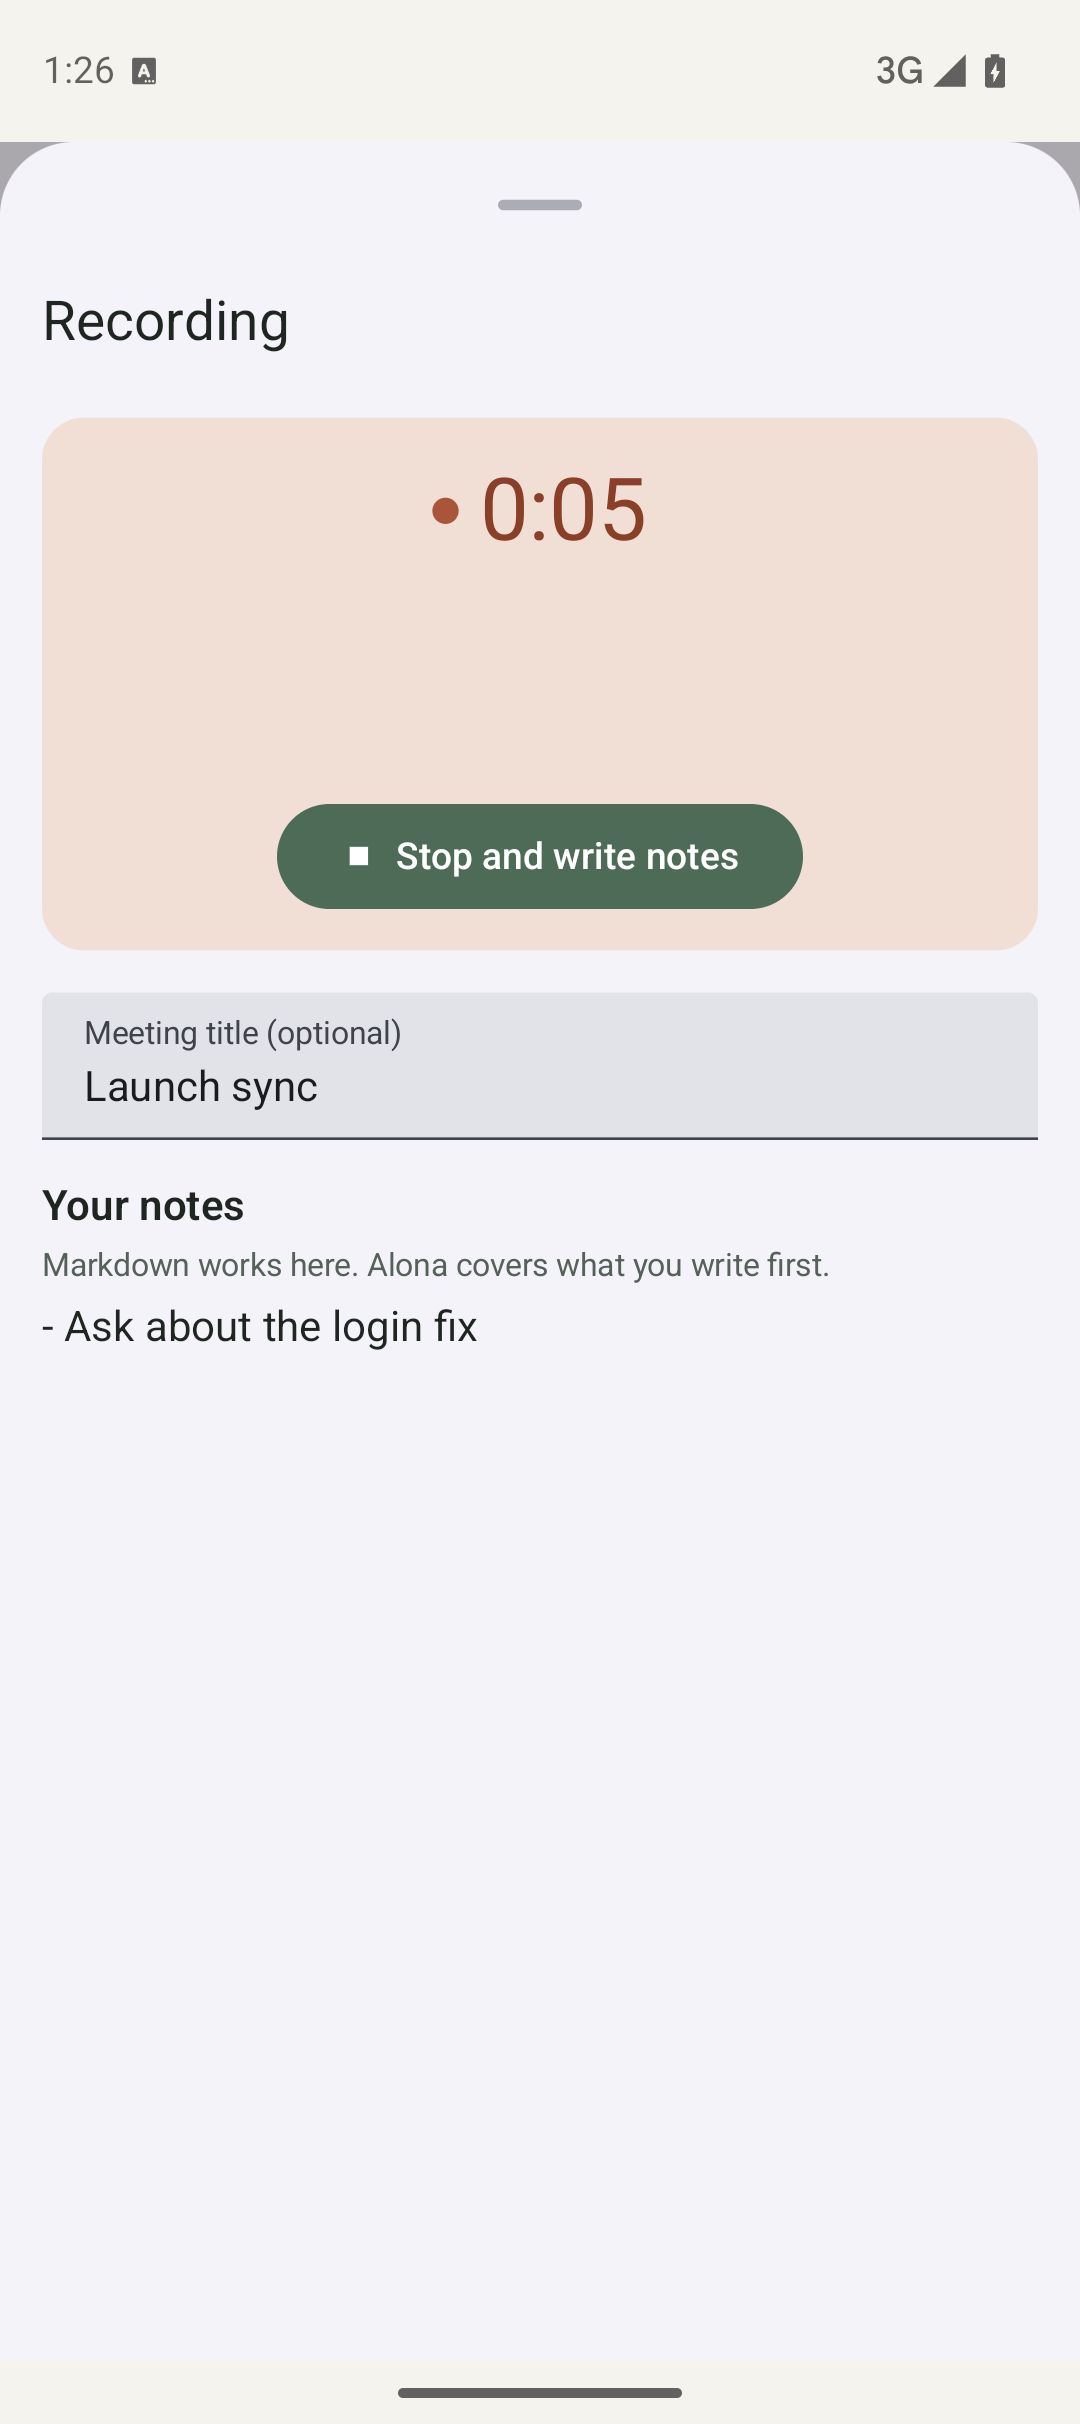 1:26
3G
Recording
0:05
Stop and write notes
Meeting title (optional)
Launch sync
Your notes
Markdown works here. Alona covers what you write first.
- Ask about the login fix